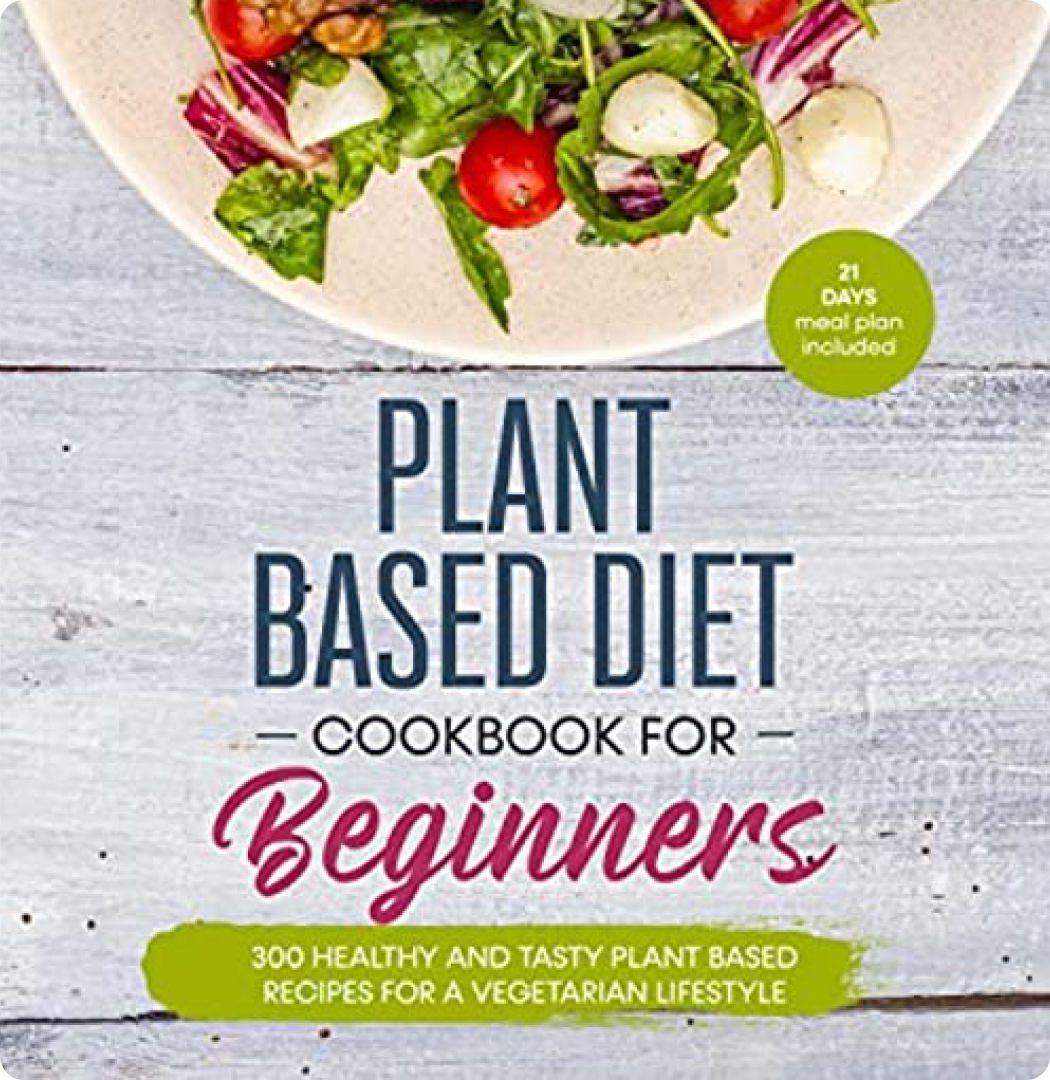 21
DAYS
meal plan
included
PLANT
BASED DIET
COOKBOOK FOR
Beginners
300 HEALTHY AND TASTY PLANT BASED
RECIPES FOR A VEGETARIAN LIFESTYLE